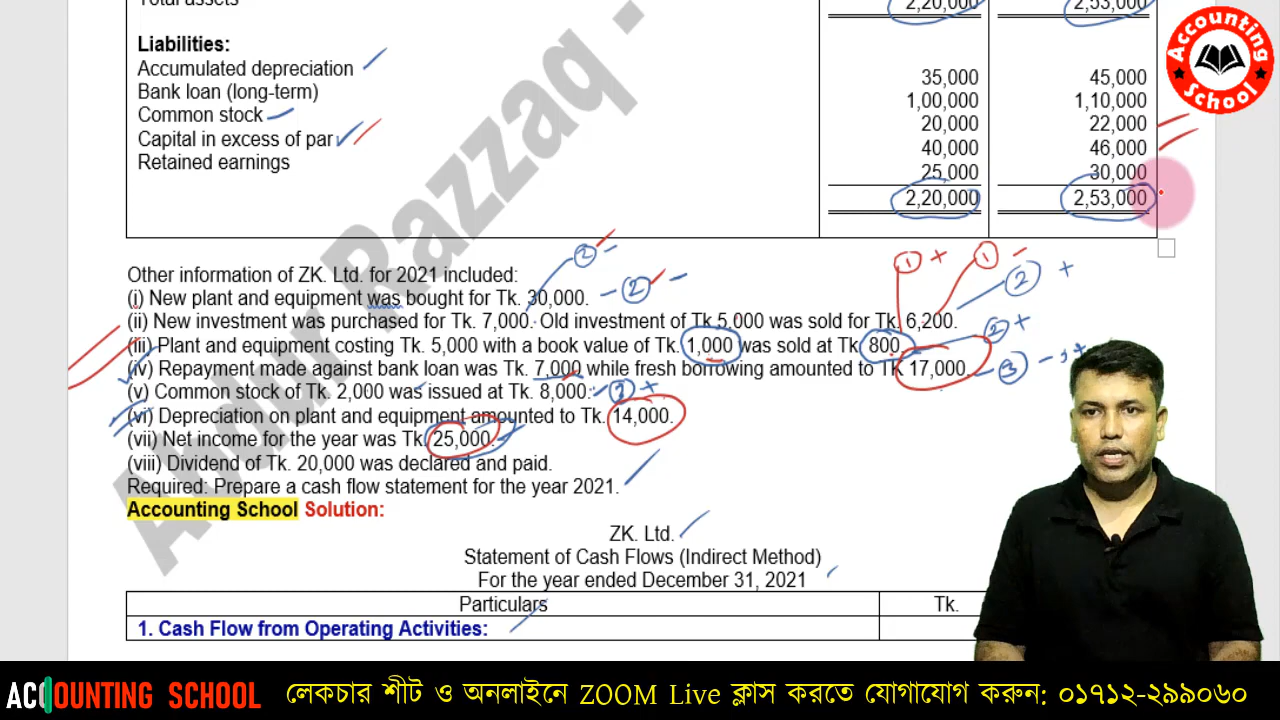 Total assets 2,20,000 2,53,000
Accounting School
Liabilities:
Accumulated depreciation 35,000 45,000
Bank loan (long-term) 1,00,000 1,10,000
Common stock 20,000 22,000
Capital in excess of par 40,000 46,000
Retained earnings 25,000 30,000
2,20,000 2,53,000
Abdur Razzaq -
② - ① + ① -
Other information of ZK. Ltd. for 2021 included:
② +
(i) New plant and equipment was bought for Tk. 30,000. - ② -
(ii) New investment was purchased for Tk. 7,000. Old investment of Tk.5,000 was sold for Tk. 6,200.
② +
(iii) Plant and equipment costing Tk. 5,000 with a book value of Tk. 1,000 was sold at Tk 800.
(iv) Repayment made against bank loan was Tk. 7,000 while fresh borrowing amounted to Tk 17,000. - ③ - , +
(v) Common stock of Tk. 2,000 was issued at Tk. 8,000. - ③ +
(vi) Depreciation on plant and equipment amounted to Tk. 14,000.
(vii) Net income for the year was Tk. 25,000.
(viii) Dividend of Tk. 20,000 was declared and paid.
Required: Prepare a cash flow statement for the year 2021.
Accounting School Solution:
ZK. Ltd.
Statement of Cash Flows (Indirect Method)
For the year ended December 31, 2021
Particulars Tk.
1. Cash Flow from Operating Activities:
ACCOUNTING SCHOOL লেকচার শীট ও অনলাইনে ZOOM Live ক্লাস করতে যোগাযোগ করুন: ০১৭১২-২৯৯০৬০